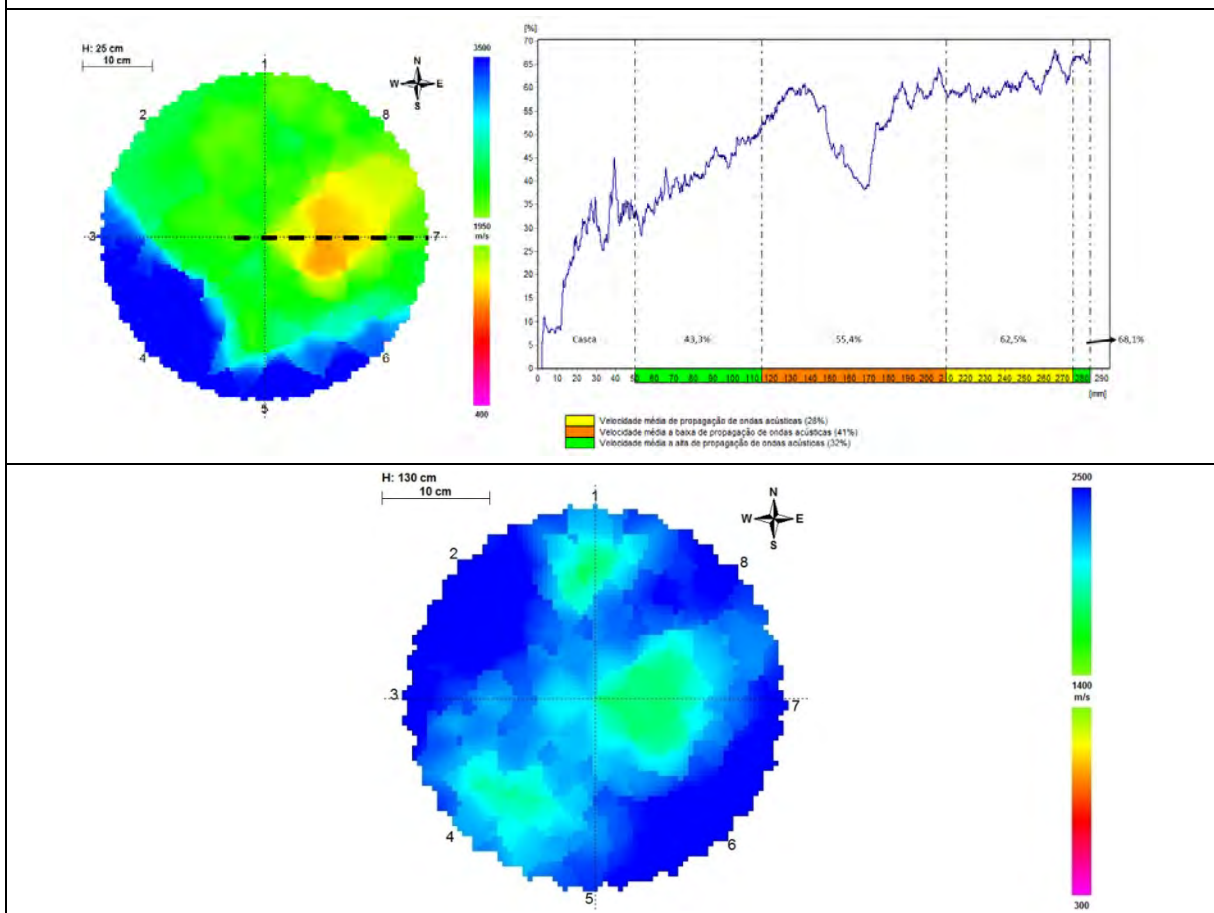 H: 25 cm
10 cm
N
W E
S
1
2
8
3
7
4
6
5
3500
1950
m/s
400
[%]
70
65
60
55
50
45
40
35
30
25
20
15
10
5
0
Casca 43,3% 55,4% 62,5% 68,1%
0 10 20 30 40 50 60 70 80 90 100 110 120 130 140 150 160 170 180 190 200 2 0 220 230 240 250 260 270 280 290
[mm]
Velocidade média de propagação de ondas acústicas (28%)
Velocidade média a baixa de propagação de ondas acústicas (41%)
Velocidade média a alta de propagação de ondas acústicas (32%)
H: 130 cm
10 cm
N
W E
S
1
2
8
3
7
4
6
5
2500
1400
m/s
300